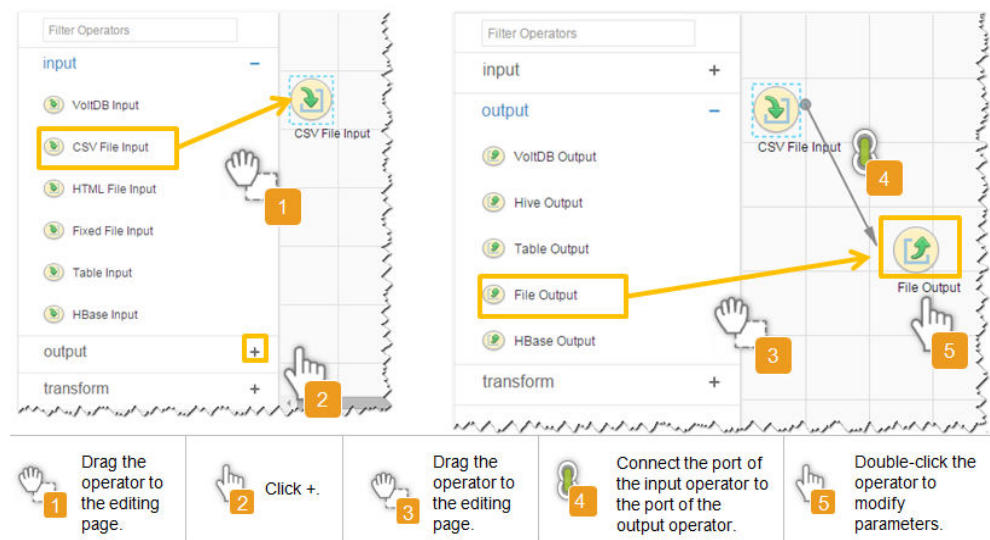 Filter Operators
input −
VoltDB Input
CSV File Input
HTML File Input
Fixed File Input
Table Input
HBase Input
output +
transform +
CSV File Input
1
2
Filter Operators
input +
output −
VoltDB Output
Hive Output
Table Output
File Output
HBase Output
transform +
CSV File Input
4
File Output
3
5
1
Drag the
operator to
the editing
page.
2
Click +.
3
Drag the
operator to
the editing
page.
4
Connect the port of
the input operator to
the port of the
output operator.
5
Double-click the
operator to
modify
parameters.